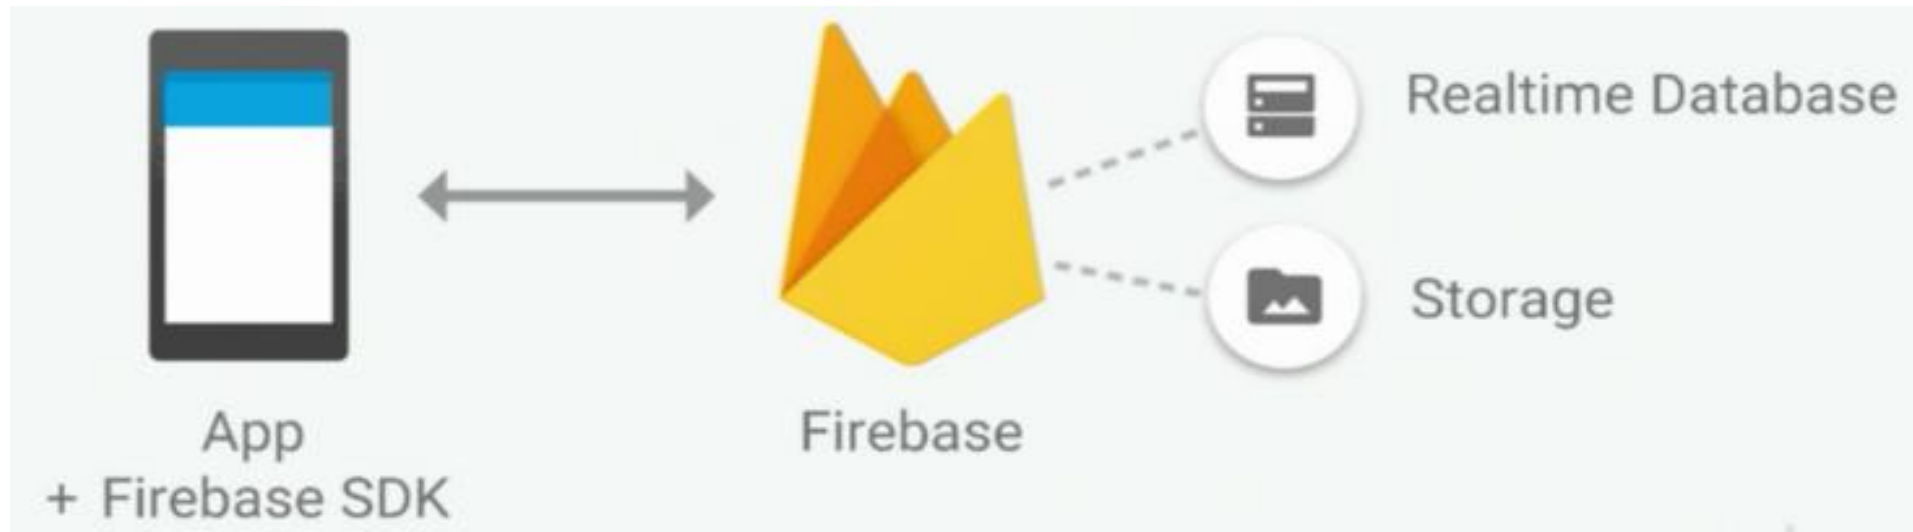 Realtime Database
Storage
App
+ Firebase SDK
Firebase